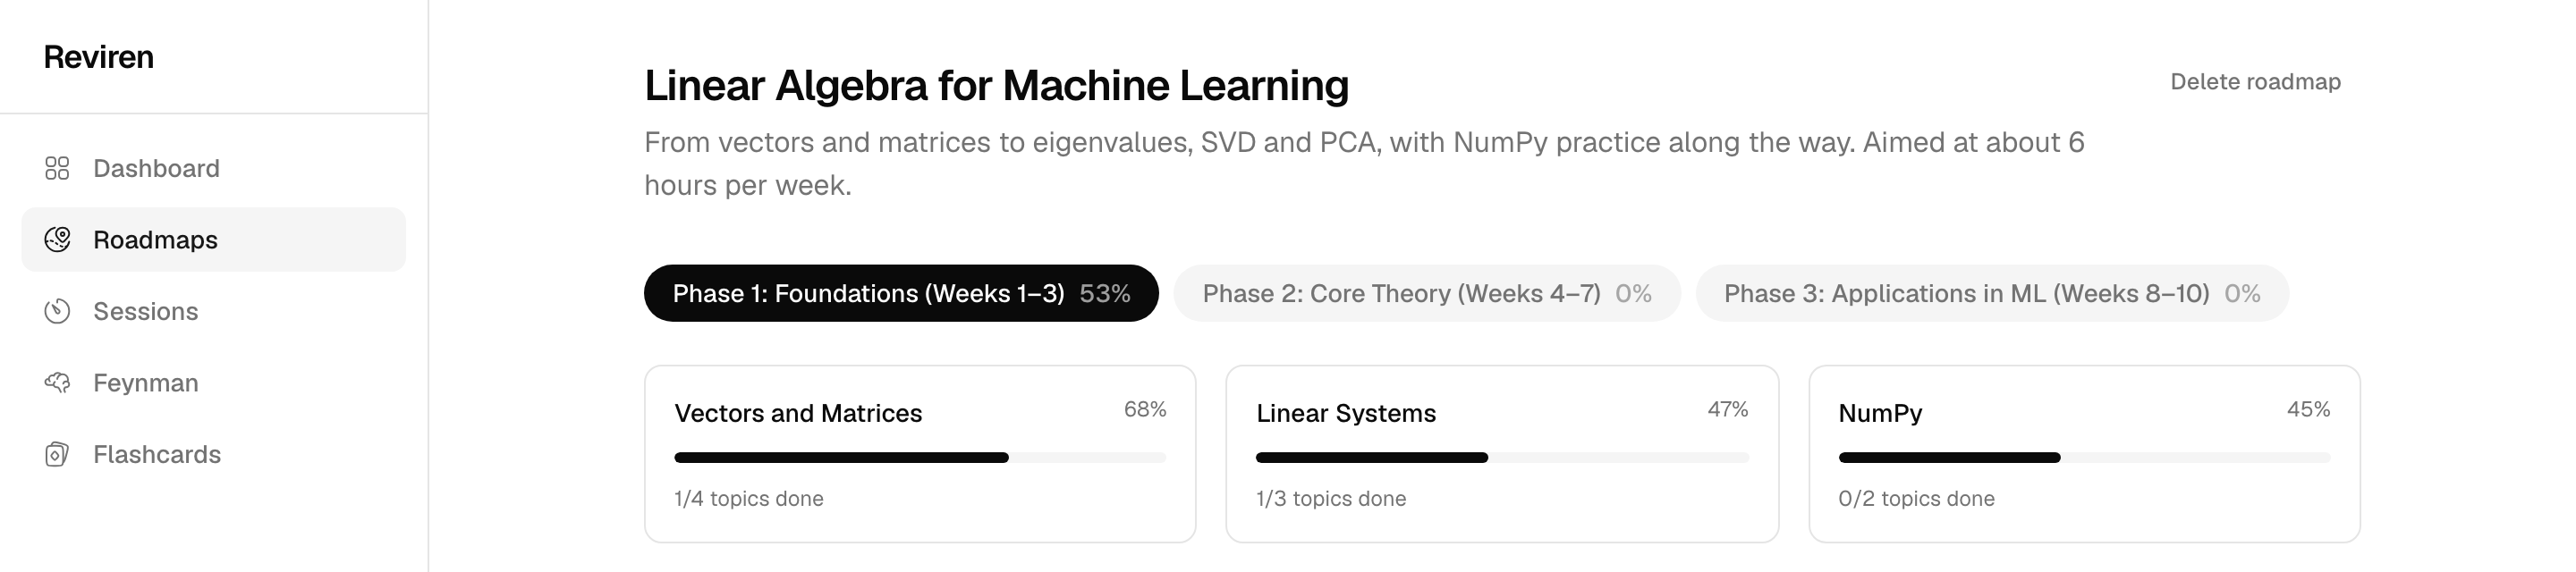 Reviren
Dashboard
Roadmaps
Sessions
Feynman
Flashcards
Linear Algebra for Machine Learning
Delete roadmap
From vectors and matrices to eigenvalues, SVD and PCA, with NumPy practice along the way. Aimed at about 6
hours per week.
Phase 1: Foundations (Weeks 1–3) 53%
Phase 2: Core Theory (Weeks 4–7) 0%
Phase 3: Applications in ML (Weeks 8–10) 0%
Vectors and Matrices 68%
1/4 topics done
Linear Systems 47%
1/3 topics done
NumPy 45%
0/2 topics done